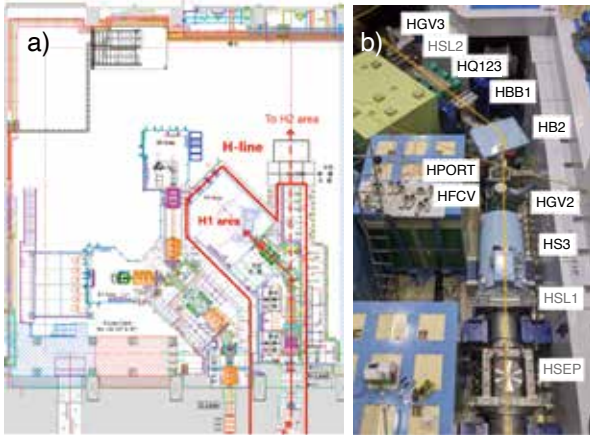 a)
To H2 area
H-line
H1 area
b)
HGV3
HSL2
HQ123
HBB1
HB2
HPORT
HFCV
HGV2
HS3
HSL1
HSEP